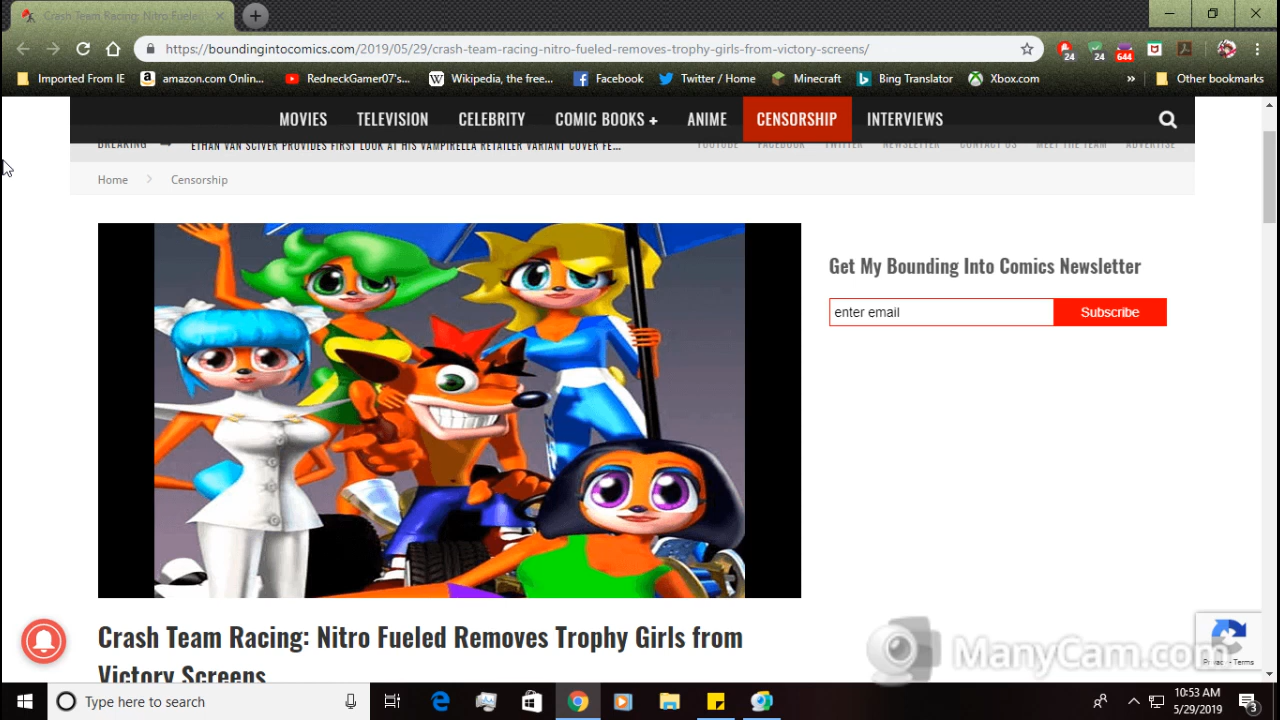 Crash Team Racing: Nitro Fueled
https://boundingintocomics.com/2019/05/29/crash-team-racing-nitro-fueled-removes-trophy-girls-from-victory-screens/
24
24
644
Imported From IE
amazon.com Onlin...
RedneckGamer07's...
Wikipedia, the free...
Facebook
Twitter / Home
Minecraft
Bing Translator
Xbox.com
»
Other bookmarks
MOVIES
TELEVISION
CELEBRITY
COMIC BOOKS +
ANIME
CENSORSHIP
INTERVIEWS
BREAKING
ETHAN VAN SCIVER PROVIDES FIRST LOOK AT HIS VAMPIRELLA RETAILER VARIANT COVER FE...
YOUTUBE
FACEBOOK
TWITTER
NEWSLETTER
CONTACT US
MEET THE TEAM
ADVERTISE
Home
Censorship
Get My Bounding Into Comics Newsletter
enter email
Subscribe
Crash Team Racing: Nitro Fueled Removes Trophy Girls from
Victory Screens
ManyCam.com
Terms
Type here to search
10:53 AM
5/29/2019
3